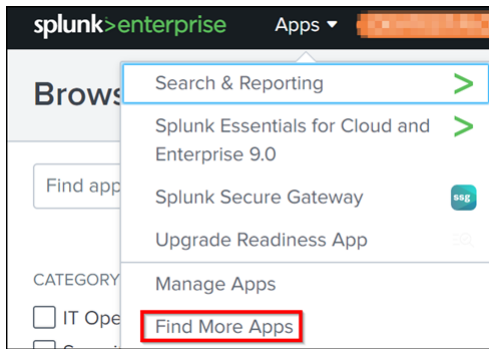 splunk>enterprise Apps
Brows
Search & Reporting
Splunk Essentials for Cloud and
Enterprise 9.0
Find app
Splunk Secure Gateway
ssg
Upgrade Readiness App
CATEGORY
Manage Apps
IT Ope
Find More Apps